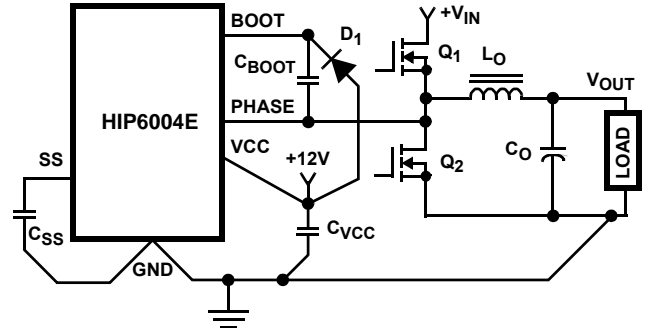 BOOT
D1
+VIN
CBOOT
Q1
LO
VOUT
HIP6004E
PHASE
VCC
+12V
SS
Q2
CO
LOAD
CSS
CVCC
GND